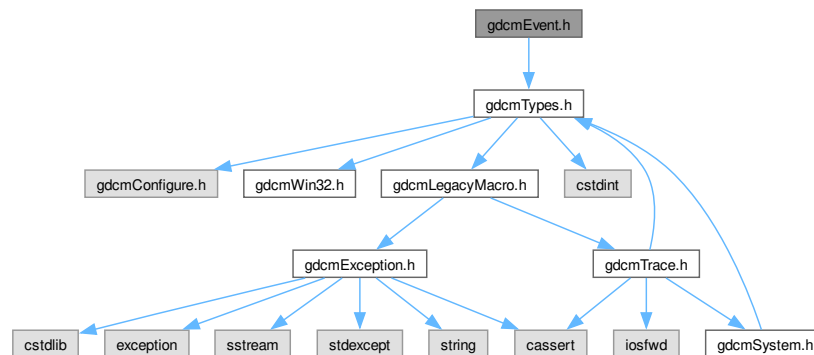 gdcmEvent.h
gdcmTypes.h
gdcmConfigure.h
gdcmWin32.h
gdcmLegacyMacro.h
cstdint
gdcmException.h
gdcmTrace.h
cstdlib
exception
sstream
stdexcept
string
cassert
iosfwd
gdcmSystem.h